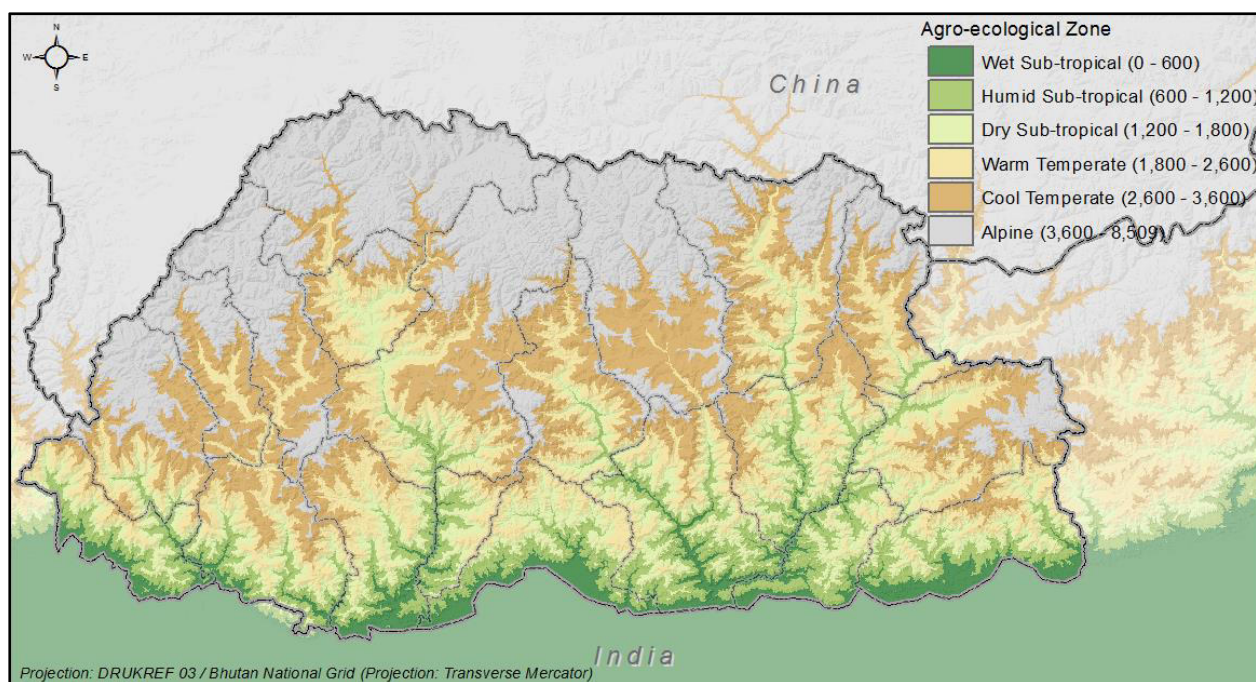 N
W E
S
China
Agro-ecological Zone
Wet Sub-tropical (0 - 600)
Humid Sub-tropical (600 - 1,200)
Dry Sub-tropical (1,200 - 1,800)
Warm Temperate (1,800 - 2,600)
Cool Temperate (2,600 - 3,600)
Alpine (3,600 - 8,509)
India
Projection: DRUKREF 03 / Bhutan National Grid (Projection: Transverse Mercator)